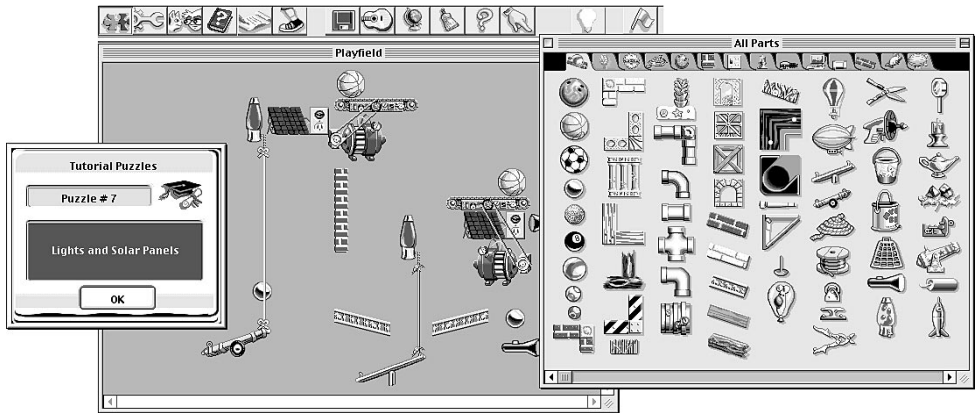 Playfield
All Parts
Tutorial Puzzles
Puzzle # 7
Lights and Solar Panels
OK